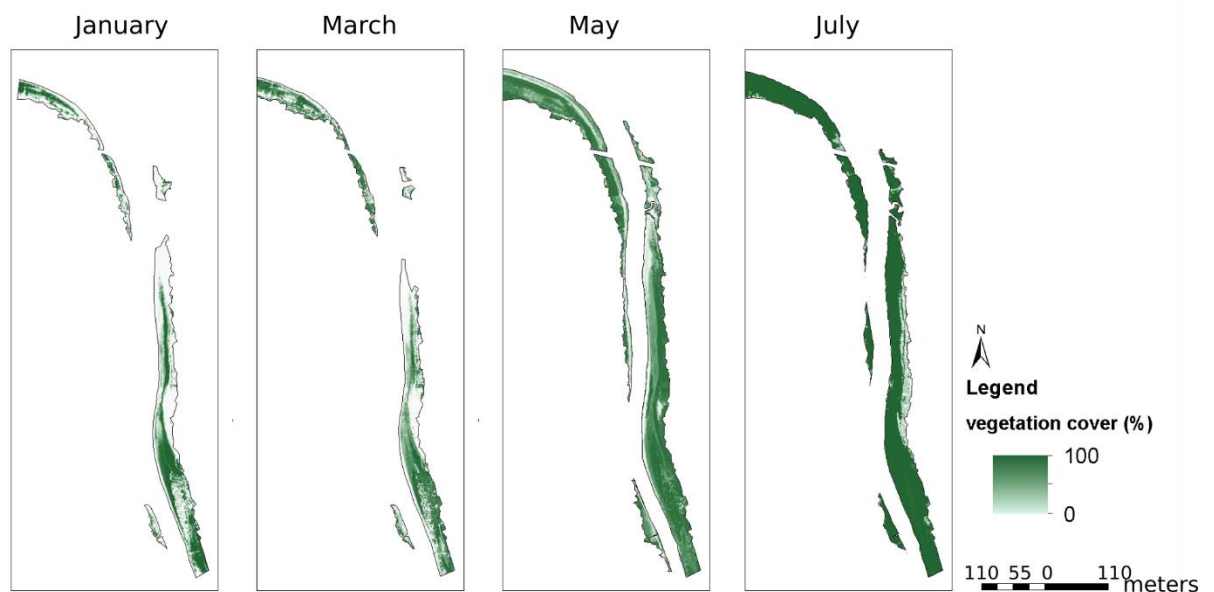 January March May July
N
Legend
vegetation cover (%)
100
0
110 55 0 110
meters